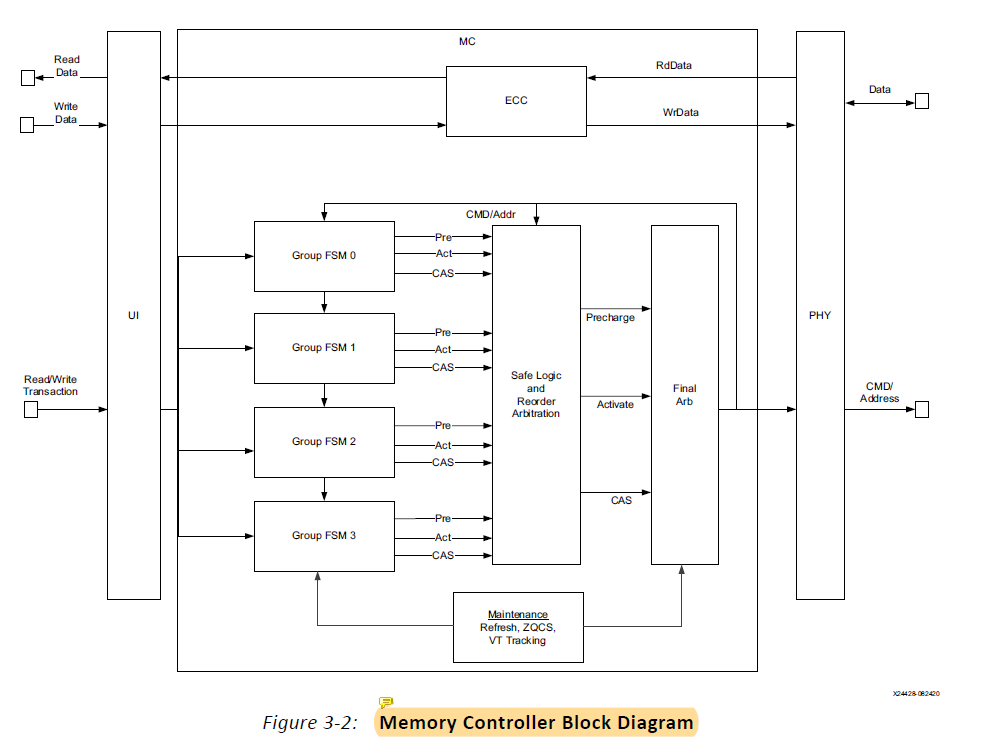 MC
Read
Data
RdData
ECC
Data
Write
Data
WrData
CMD/Addr
Group FSM 0
Pre
Act
CAS
UI
Group FSM 1
Pre
Act
CAS
Precharge
PHY
Read/Write
Transaction
Safe Logic
and
Reorder
Arbitration
Activate
Final
Arb
CMD/
Address
Group FSM 2
Pre
Act
CAS
CAS
Group FSM 3
Pre
Act
CAS
Maintenance
Refresh, ZQCS,
VT Tracking
X24428-082420
Figure 3-2: Memory Controller Block Diagram